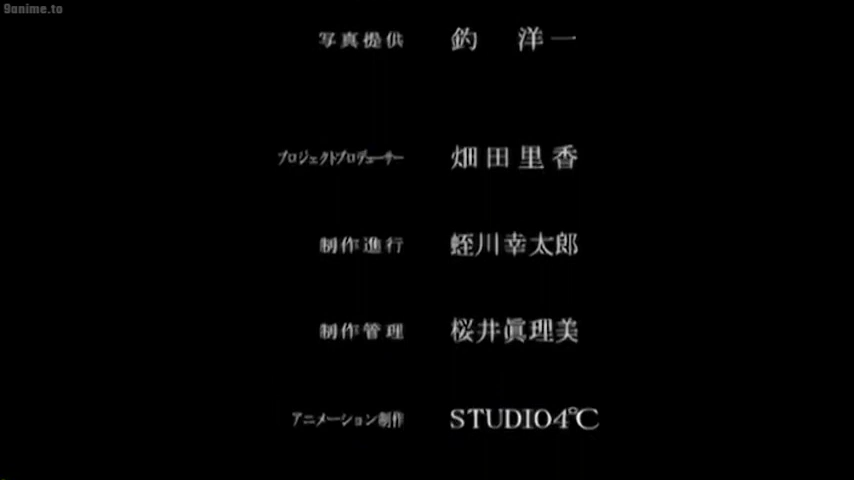 9anime.to
写真提供 釣 洋一
プロジェクトプロデューサー 畑田里香
制作進行 蛭川幸太郎
制作管理 桜井眞理美
アニメーション制作 STUDIO4℃